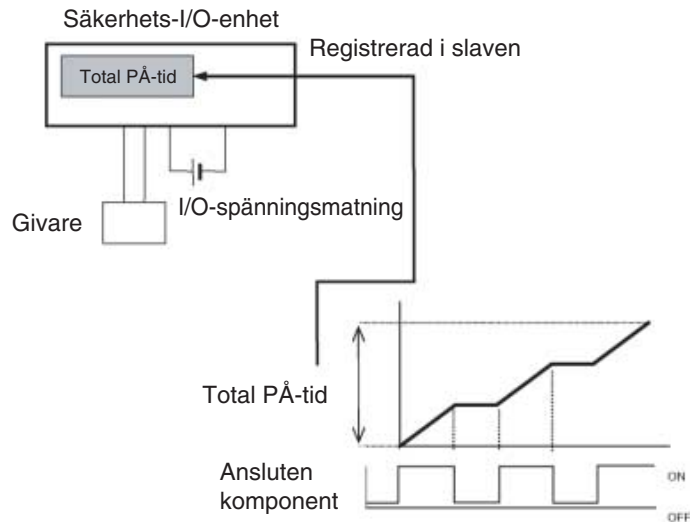 Säkerhets-I/O-enhet
Registrerad i slaven
Total PÅ-tid
I/O-spänningsmatning
Givare
Total PÅ-tid
Ansluten
komponent
ON
OFF